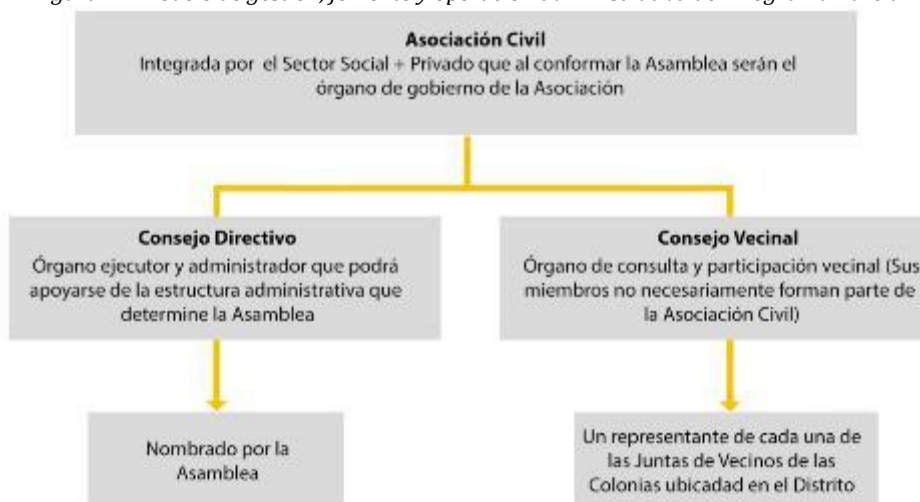 Asociación Civil
Integrada por el Sector Social + Privado que al conformar la Asamblea serán el
órgano de gobierno de la Asociación
Consejo Directivo
Órgano ejecutor y administrador que podrá
apoyarse de la estructura administrativa que
determine la Asamblea
Consejo Vecinal
Órgano de consulta y participación vecinal (Sus
miembros no necesariamente forman parte de
la Asociación Civil)
Nombrado por la
Asamblea
Un representante de cada una de
las Juntas de Vecinos de las
Colonias ubicadad en el Distrito